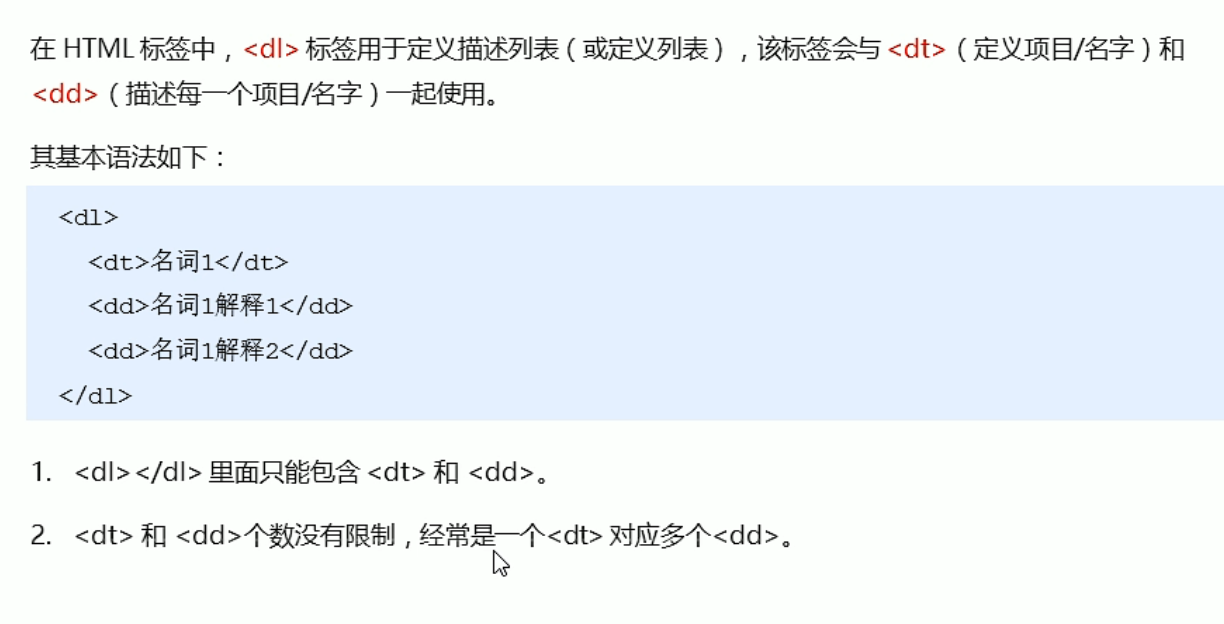 在 HTML 标签中，<dl> 标签用于定义描述列表（或定义列表），该标签会与 <dt>（定义项目/名字）和
<dd>（描述每一个项目/名字）一起使用。
其基本语法如下：
<dl>
<dt>名词1</dt>
<dd>名词1解释1</dd>
<dd>名词1解释2</dd>
</dl>
1. <dl></dl> 里面只能包含 <dt> 和 <dd>。
2. <dt> 和 <dd>个数没有限制，经常是一个<dt> 对应多个<dd>。